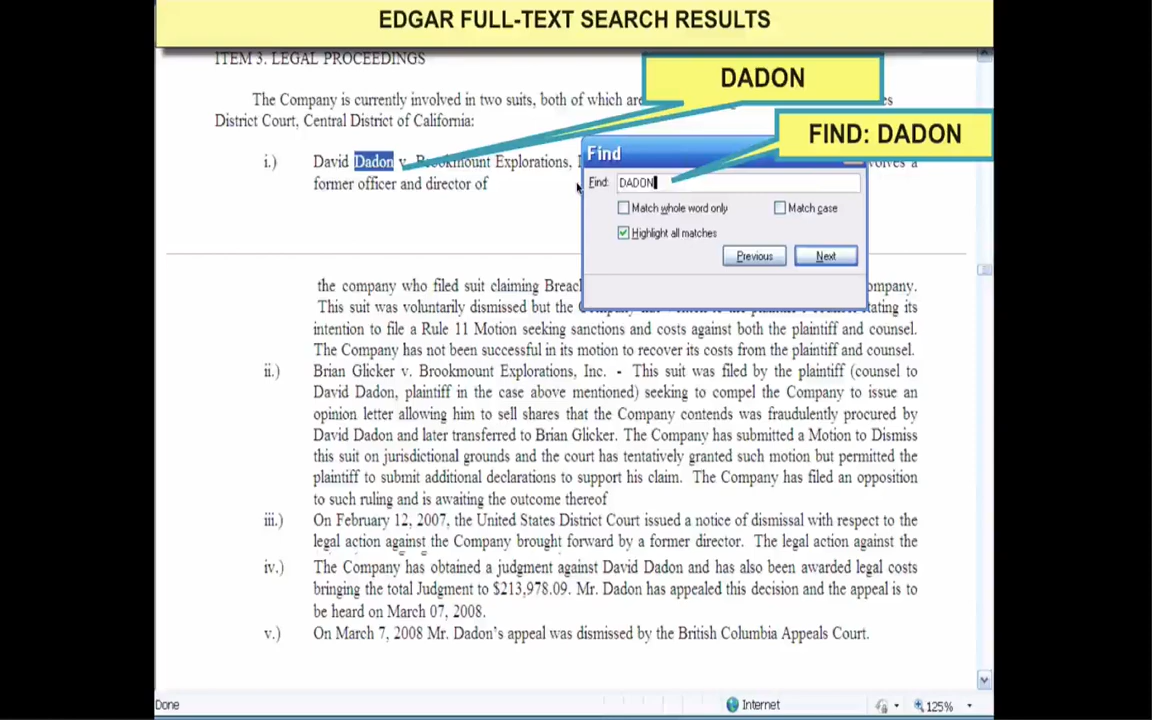 EDGAR FULL-TEXT SEARCH RESULTS
ITEM 3. LEGAL PROCEEDINGS
DADON
The Company is currently involved in two suits, both of which are
District Court, Central District of California:
FIND: DADON
i.) David Dadon v. Brookmount Explorations,
a
former officer and director of
Find
Find: DADON
Match whole word only Match case
Highlight all matches
Previous Next
the company who filed suit claiming
This suit was voluntarily dismissed but the its
intention to file a Rule 11 Motion seeking sanctions and costs against both the plaintiff and counsel.
The Company has not been successful in its motion to recover its costs from the plaintiff and counsel.
ii.) Brian Glicker v. Brookmount Explorations, Inc. - This suit was filed by the plaintiff (counsel to
David Dadon, plaintiff in the case above mentioned) seeking to compel the Company to issue an
opinion letter allowing him to sell shares that the Company contends was fraudulently procured by
David Dadon and later transferred to Brian Glicker. The Company has submitted a Motion to Dismiss
this suit on jurisdictional grounds and the court has tentatively granted such motion but permitted the
plaintiff to submit additional declarations to support his claim. The Company has filed an opposition
to such ruling and is awaiting the outcome thereof
iii.) On February 12, 2007, the United States District Court issued a notice of dismissal with respect to the
legal action against the Company brought forward by a former director. The legal action against the
iv.) The Company has obtained a judgment against David Dadon and has also been awarded legal costs
bringing the total Judgment to $213,978.09. Mr. Dadon has appealed this decision and the appeal is to
be heard on March 07, 2008.
v.) On March 7, 2008 Mr. Dadon's appeal was dismissed by the British Columbia Appeals Court.
Done Internet 125%